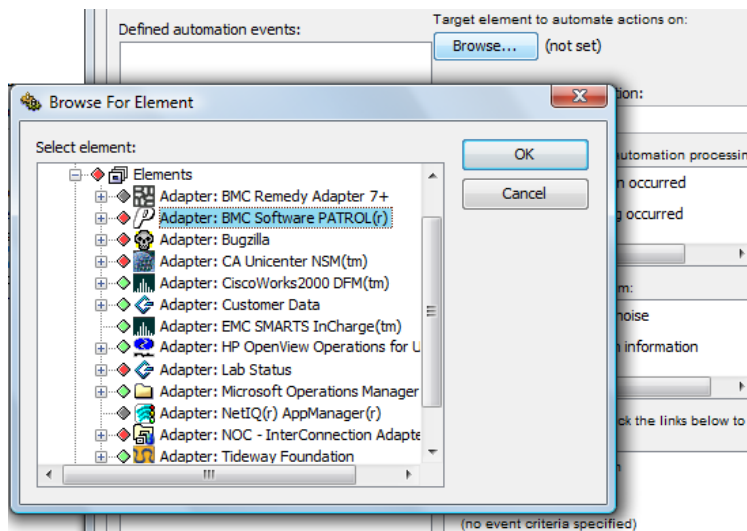 Defined automation events:
Target element to automate actions on:
Browse...
(not set)
Browse For Element
Select element:
Elements
Adapter: BMC Remedy Adapter 7+
Adapter: BMC Software PATROL(r)
Adapter: Bugzilla
Adapter: CA Unicenter NSM(tm)
Adapter: CiscoWorks2000 DFM(tm)
Adapter: Customer Data
Adapter: EMC SMARTS InCharge(tm)
Adapter: HP OpenView Operations for U
Adapter: Lab Status
Adapter: Microsoft Operations Manager
Adapter: NetIQ(r) AppManager(r)
Adapter: NOC - InterConnection Adapte
Adapter: Tideway Foundation
OK
Cancel
tion:
automation processin
n occurred
g occurred
m:
noise
n information
ck the links below to
n
(no event criteria specified)